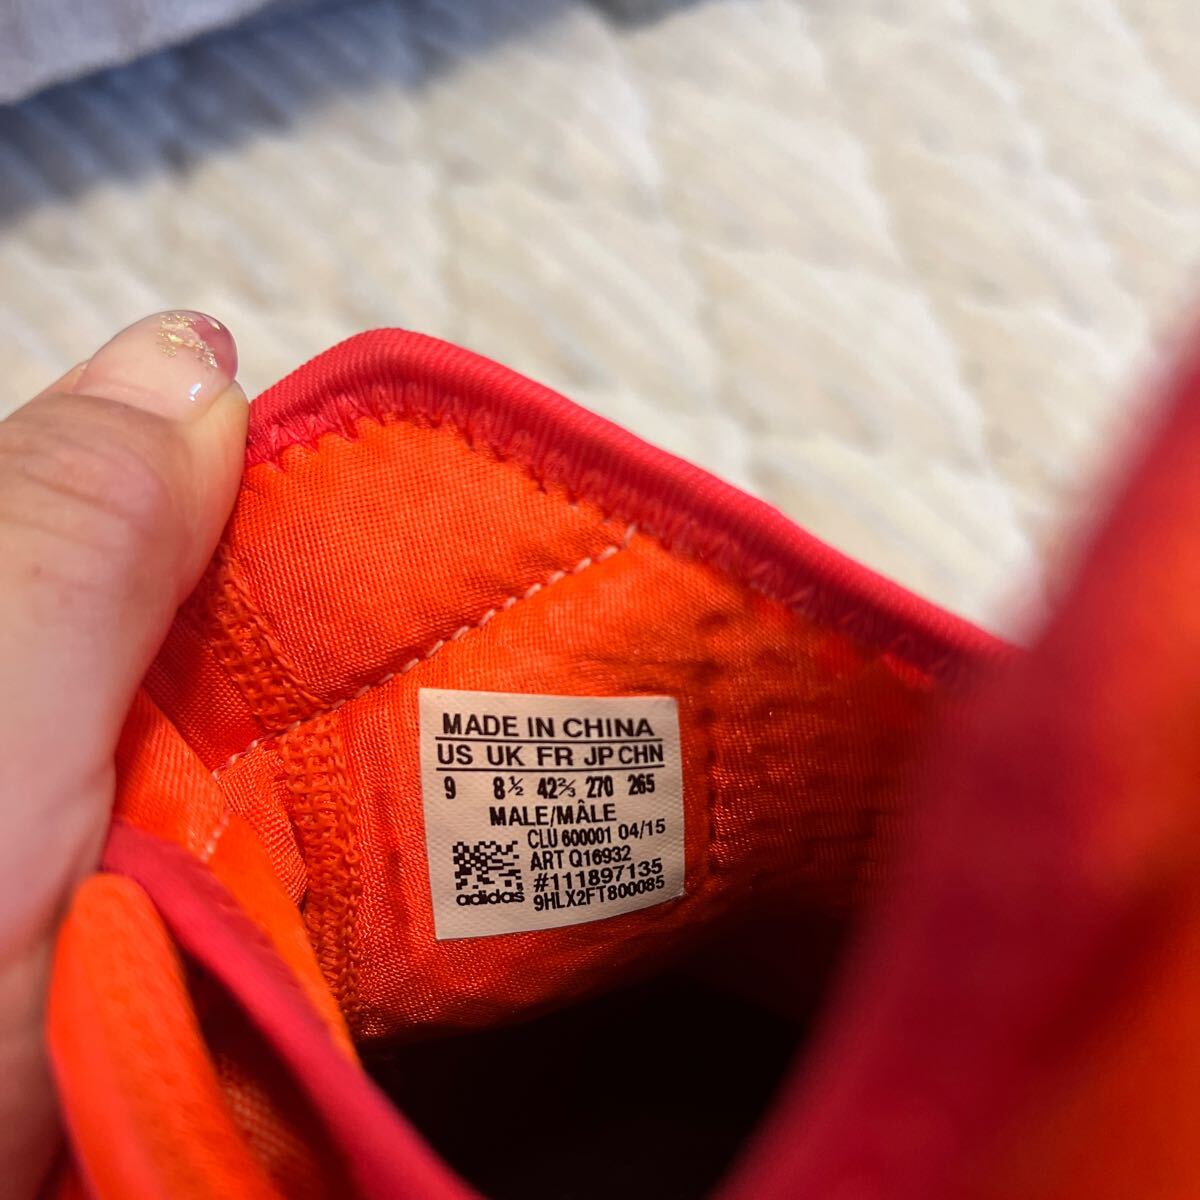 MADE IN CHINA
US UK FR JP CHN
9 8½ 42⅔ 270 265
MALE/MÂLE
CLU 600001 04/15
ART Q16932
#111897135
9HLX2FT800085
adidas